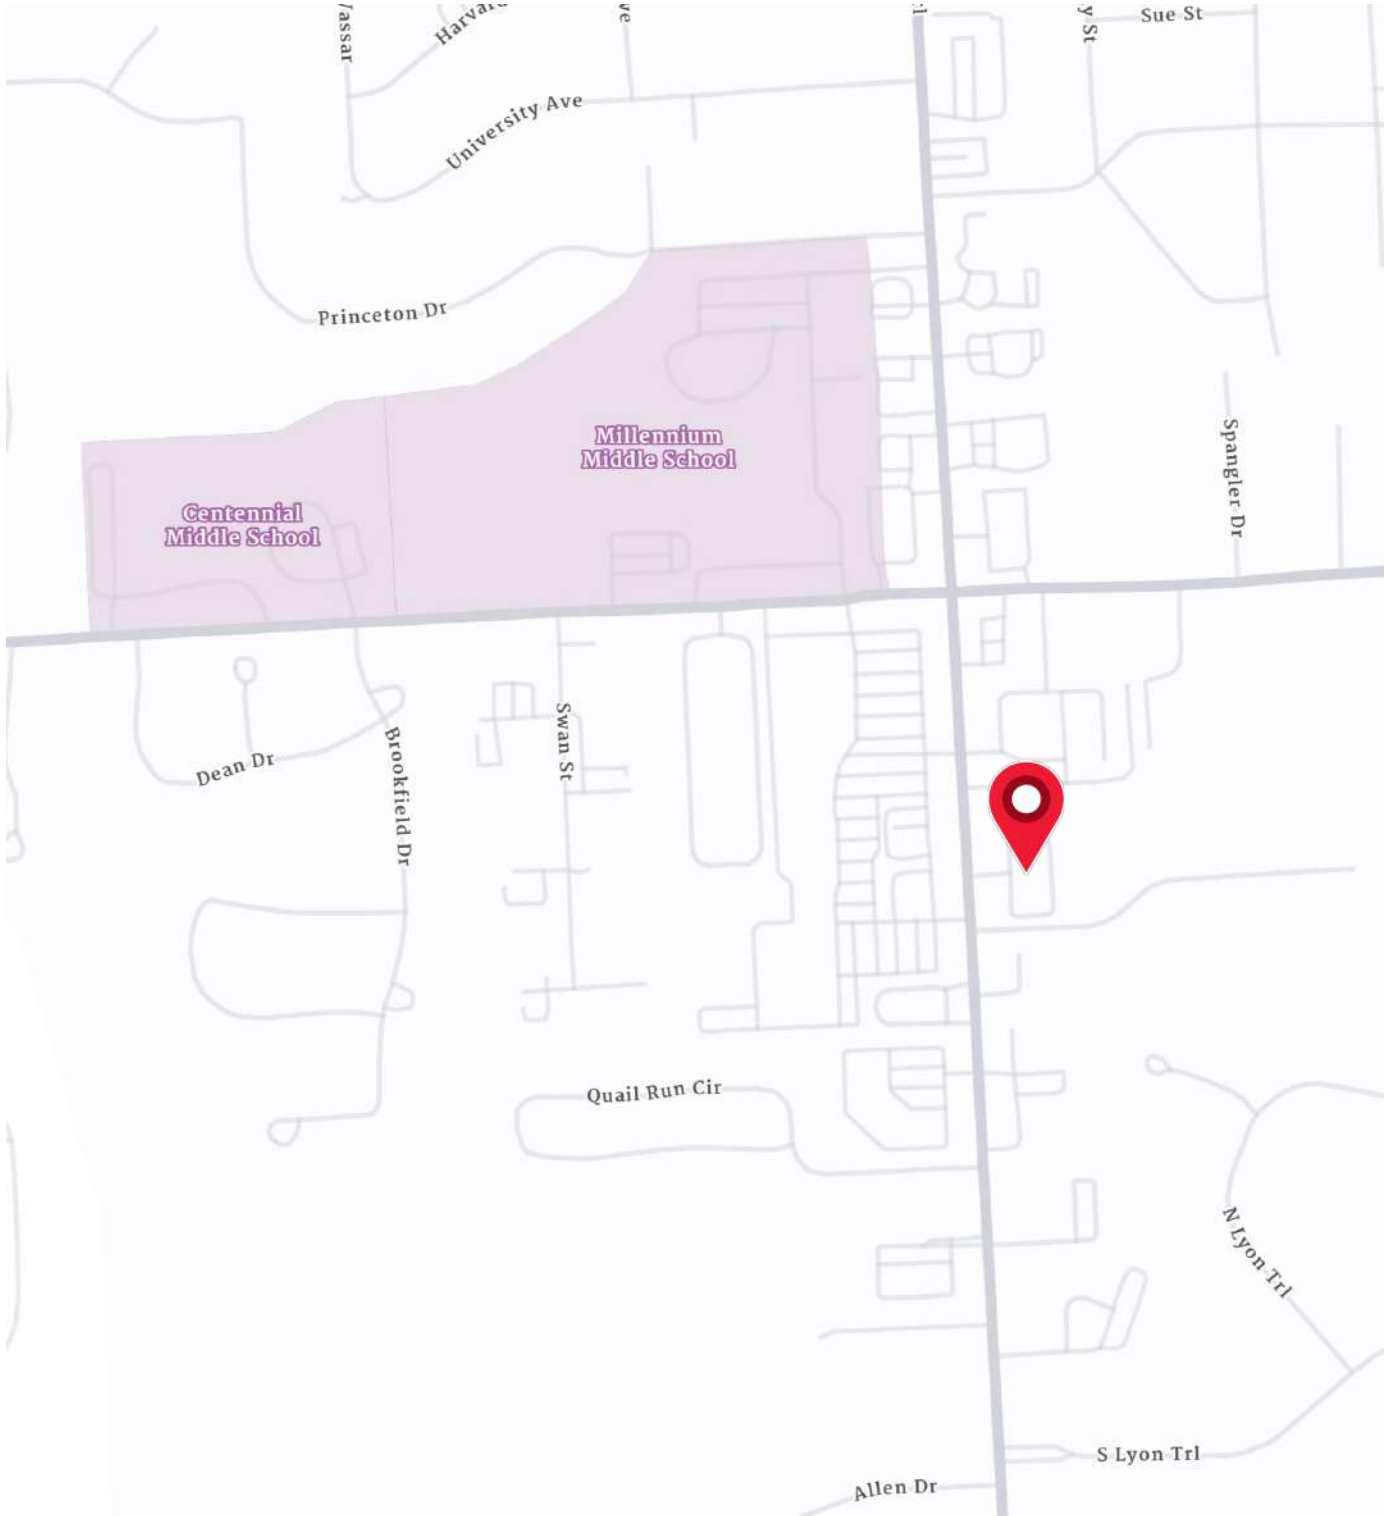 Sue St
University Ave
Princeton Dr
Millennium
Middle School
Spangler Dr
Centennial
Middle School
Swan St
Brookfield Dr
Dean Dr
Quail Run Cir
N Lyon Trl
S Lyon Trl
Allen Dr